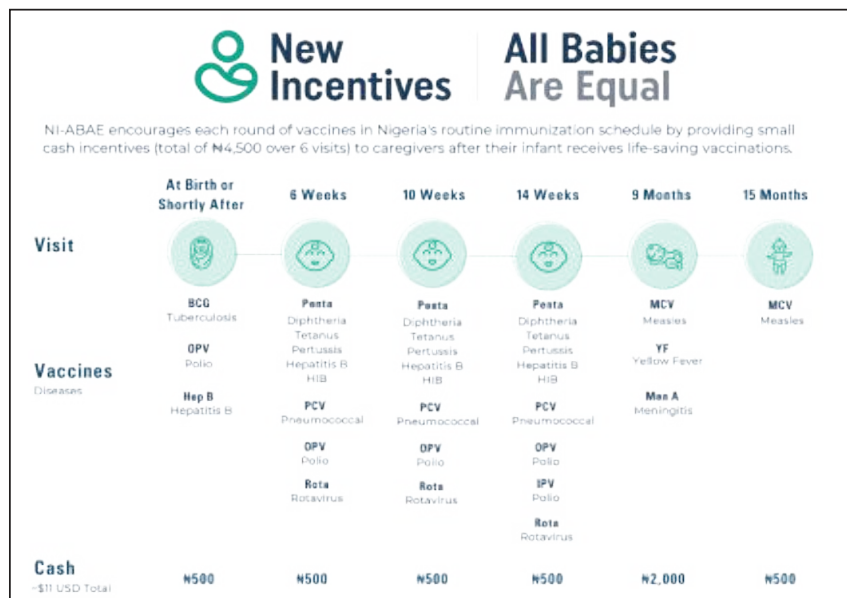 New
Incentives
All Babies
Are Equal
NI-ABAE encourages each round of vaccines in Nigeria's routine immunization schedule by providing small
cash incentives (total of ₦4,500 over 6 visits) to caregivers after their infant receives life-saving vaccinations.
At Birth or
Shortly After
6 Weeks
10 Weeks
14 Weeks
9 Months
15 Months
Visit
Vaccines
Diseases
BCG
Tuberculosis
OPV
Polio
Hep B
Hepatitis B
Penta
Diphtheria
Tetanus
Pertussis
Hepatitis B
HIB
PCV
Pneumococcal
OPV
Polio
Rota
Rotavirus
Penta
Diphtheria
Tetanus
Pertussis
Hepatitis B
HIB
PCV
Pneumococcal
OPV
Polio
Rota
Rotavirus
Penta
Diphtheria
Tetanus
Pertussis
Hepatitis B
HIB
PCV
Pneumococcal
OPV
Polio
IPV
Polio
Rota
Rotavirus
MCV
Measles
YF
Yellow Fever
Men A
Meningitis
MCV
Measles
Cash
~$11 USD Total
₦500
₦500
₦500
₦500
₦2,000
₦500